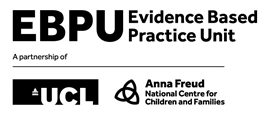 EBPU Evidence Based
Practice Unit
A partnership of
UCL
Anna Freud
National Centre for
Children and Families